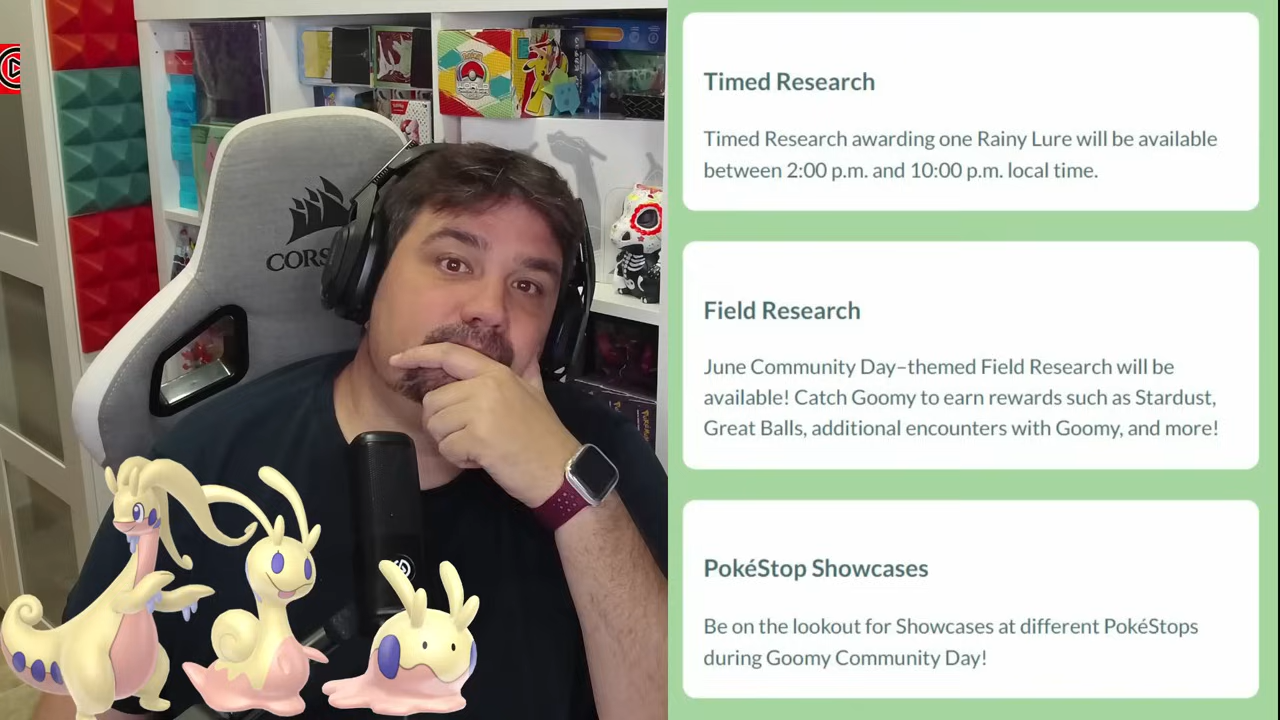 CORS
Timed Research
Timed Research awarding one Rainy Lure will be available
between 2:00 p.m. and 10:00 p.m. local time.
Field Research
June Community Day–themed Field Research will be
available! Catch Goomy to earn rewards such as Stardust,
Great Balls, additional encounters with Goomy, and more!
PokéStop Showcases
Be on the lookout for Showcases at different PokéStops
during Goomy Community Day!